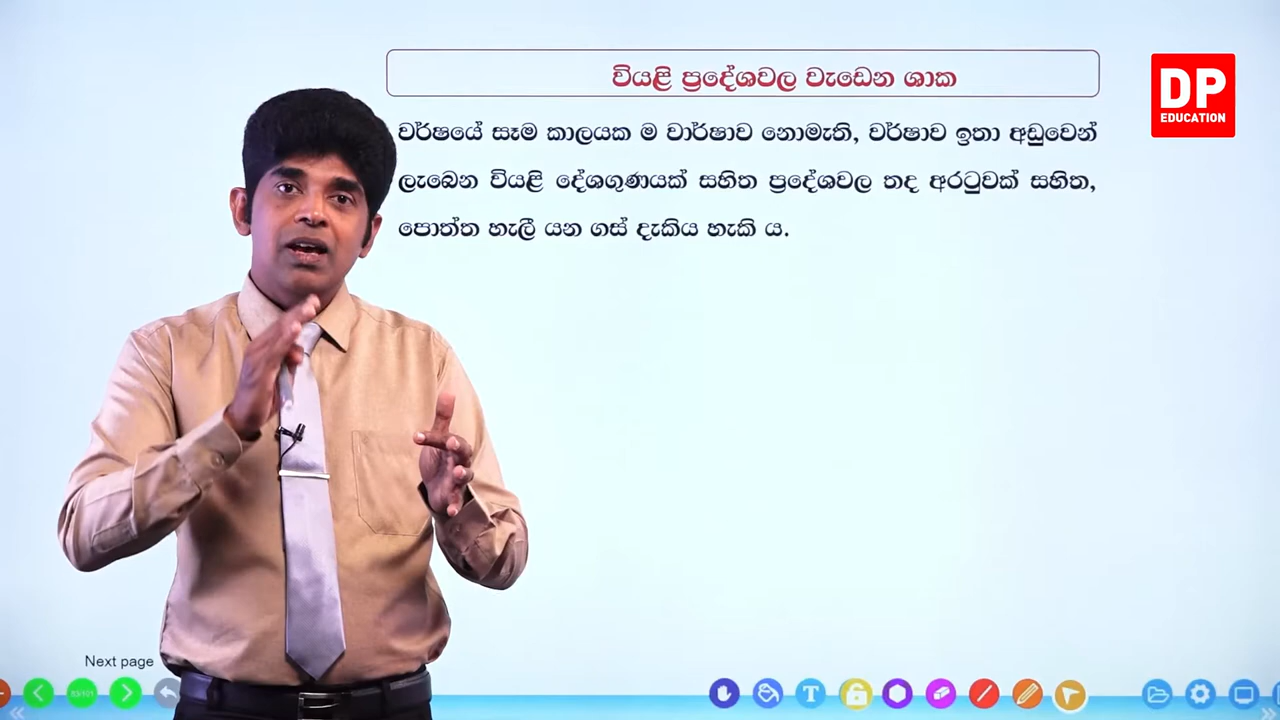 වියළි ප්‍රදේශවල වැඩෙන ශාක
DP
EDUCATION
වර්ෂයේ සෑම කාලයක ම වාර්ෂාව නොමැති, වර්ෂාව ඉතා අඩුවෙන්
ලැබෙන වියළි දේශගුණයක් සහිත ප්‍රදේශවල තද අරටුවක් සහිත,
පොත්ත හැලී යන ගස් දැකිය හැකි ය.
Next page